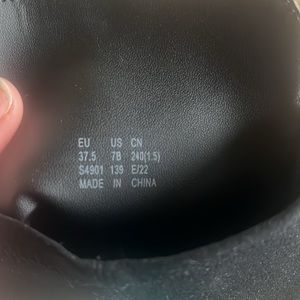 EU US CN
37.5 7B 240(1.5)
S4901 139 E/22
MADE IN CHINA